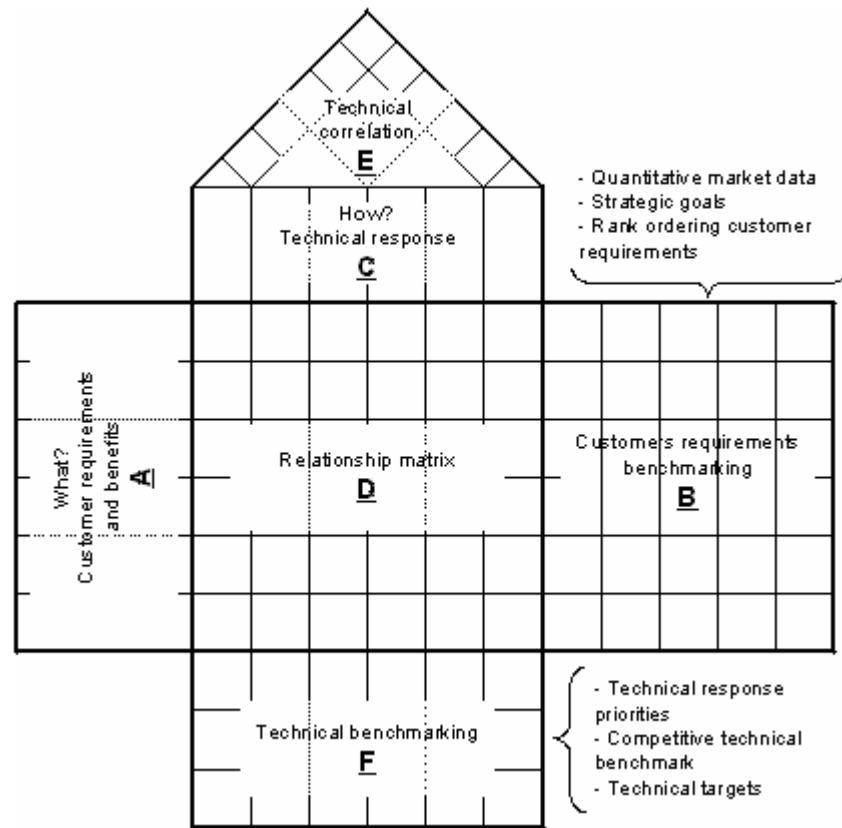 Technical
correlation
E
- Quantitative market data
- Strategic goals
- Rank ordering customer
requirements
How?
Technical response
C
What?
Customer requirements
and benefits
A
Relationship matrix
D
Customers requirements
benchmarking
B
Technical benchmarking
F
- Technical response
priorities
- Competitive technical
benchmark
- Technical targets